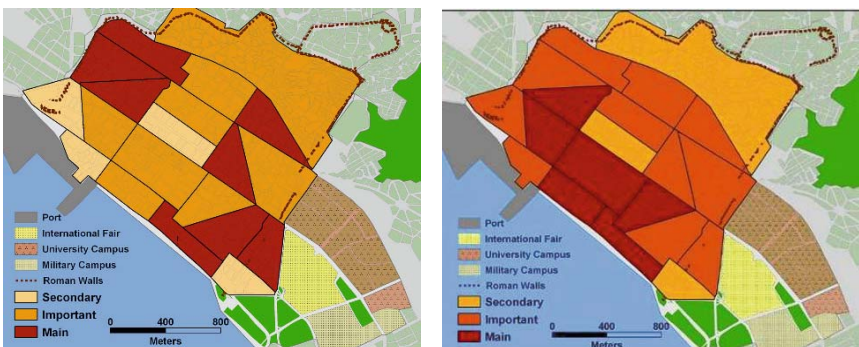 Port
International Fair
University Campus
Military Campus
Roman Walls
Secondary
Important
Main
0 400 800
Meters
Port
International Fair
University Campus
Military Campus
Roman Walls
Secondary
Important
Main
0 400 800
Meters